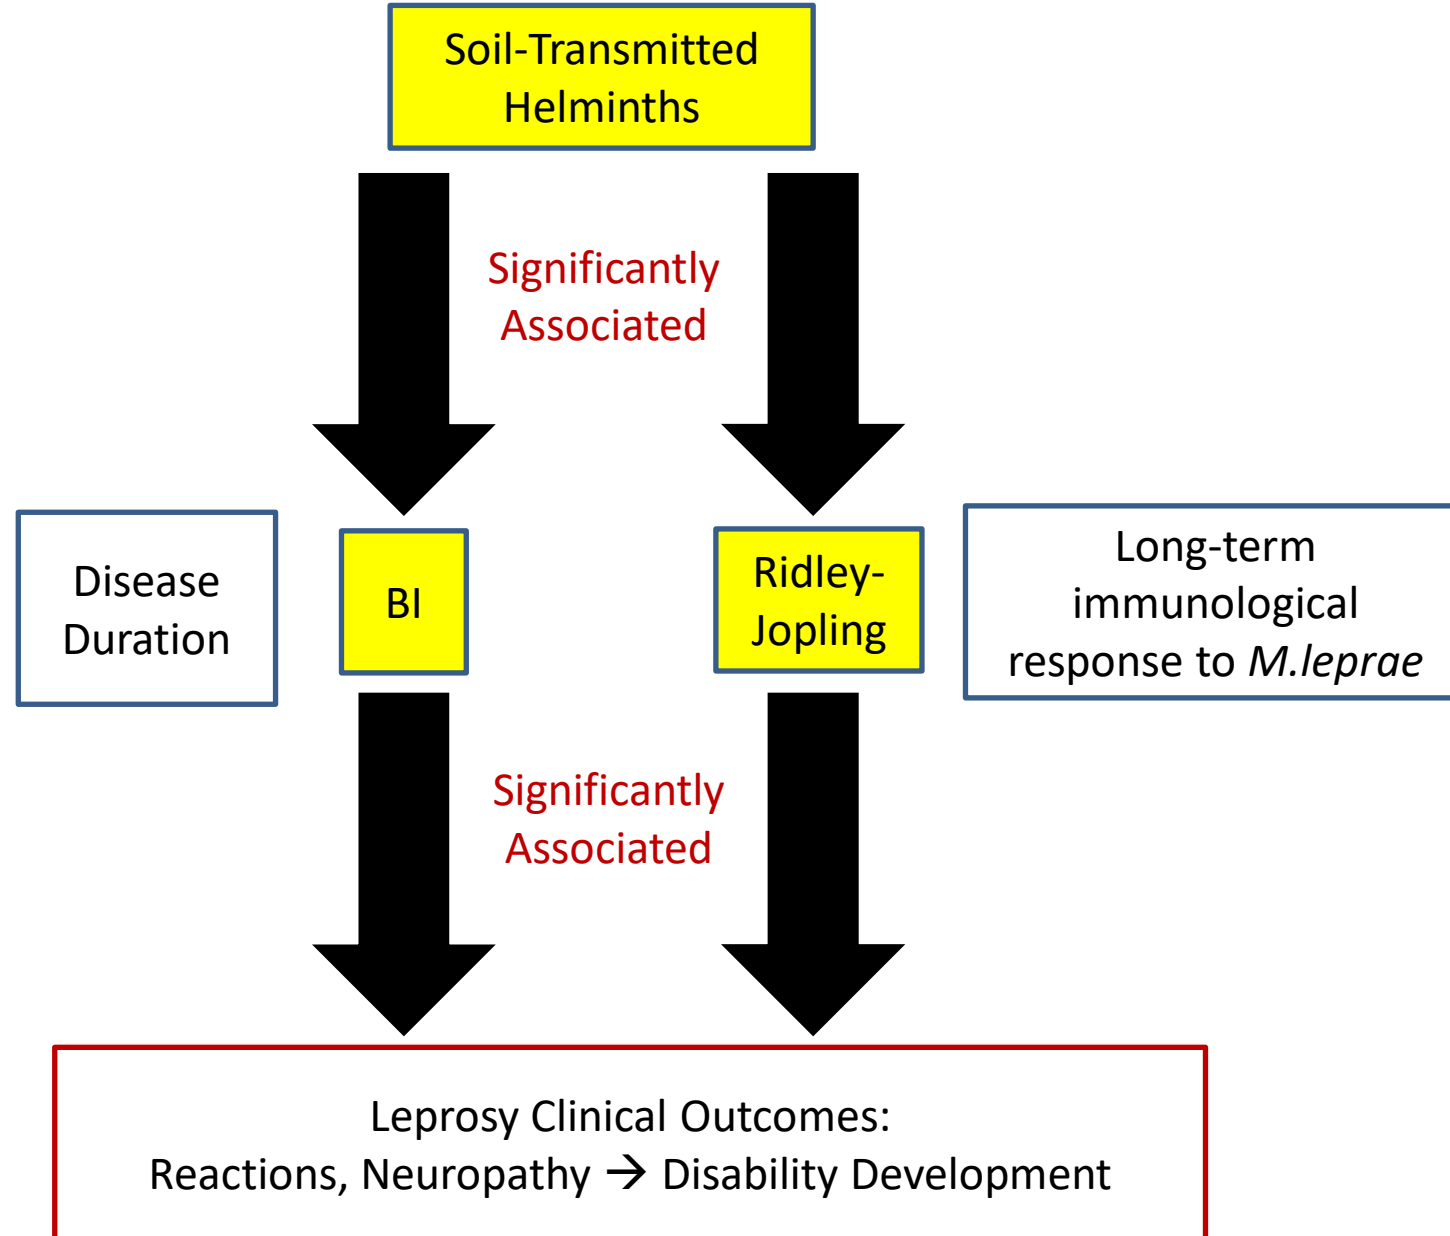 Soil-Transmitted
Helminths
Significantly
Associated
Disease
Duration
BI
Ridley-
Jopling
Long-term
immunological
response to M.leprae
Significantly
Associated
Leprosy Clinical Outcomes:
Reactions, Neuropathy → Disability Development